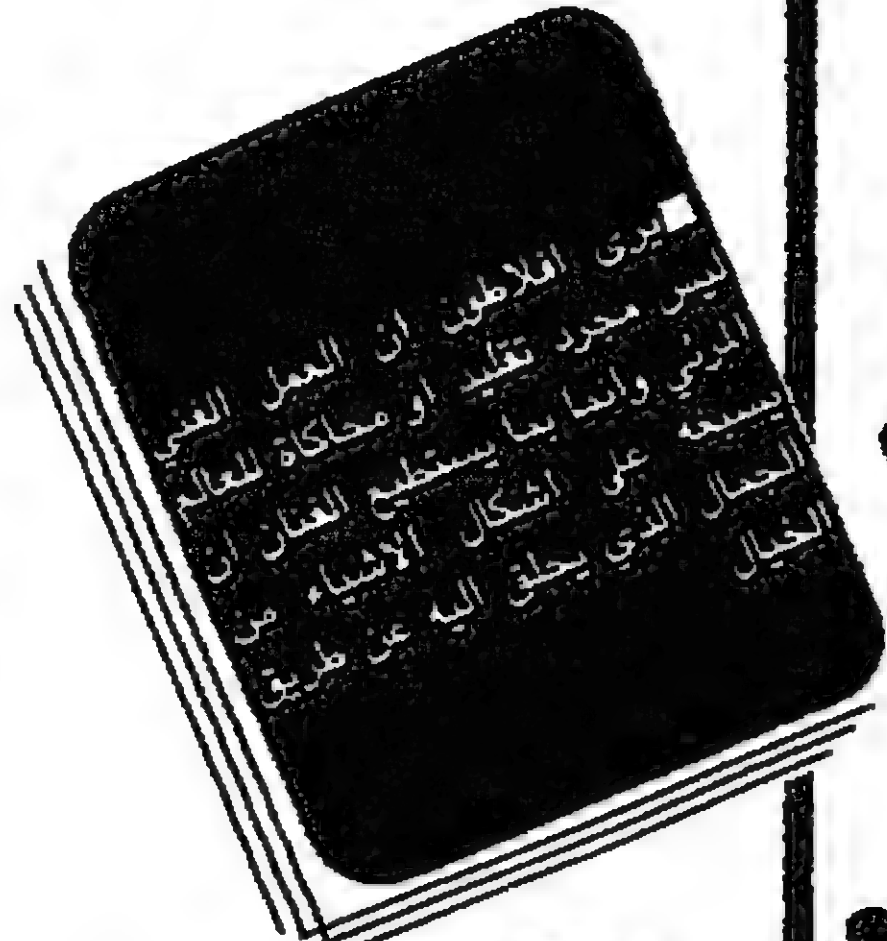 يرى افلاطون ان العمل الفني
ليس مجرد تقليد او محاكاة للعالم
المرئي وانما بما يستطيع الفنان ان
يسبغه على اشكال الاشياء من
الجمال الذي يحلق اليه عن طريق
الخيال